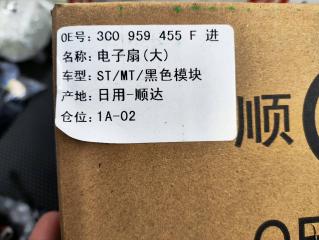 OE号: 3C0 959 455 F 进
名称: 电子扇(大)
车型: ST/MT/黑色模块
产地: 日用-顺达
仓位: 1A-02
顺